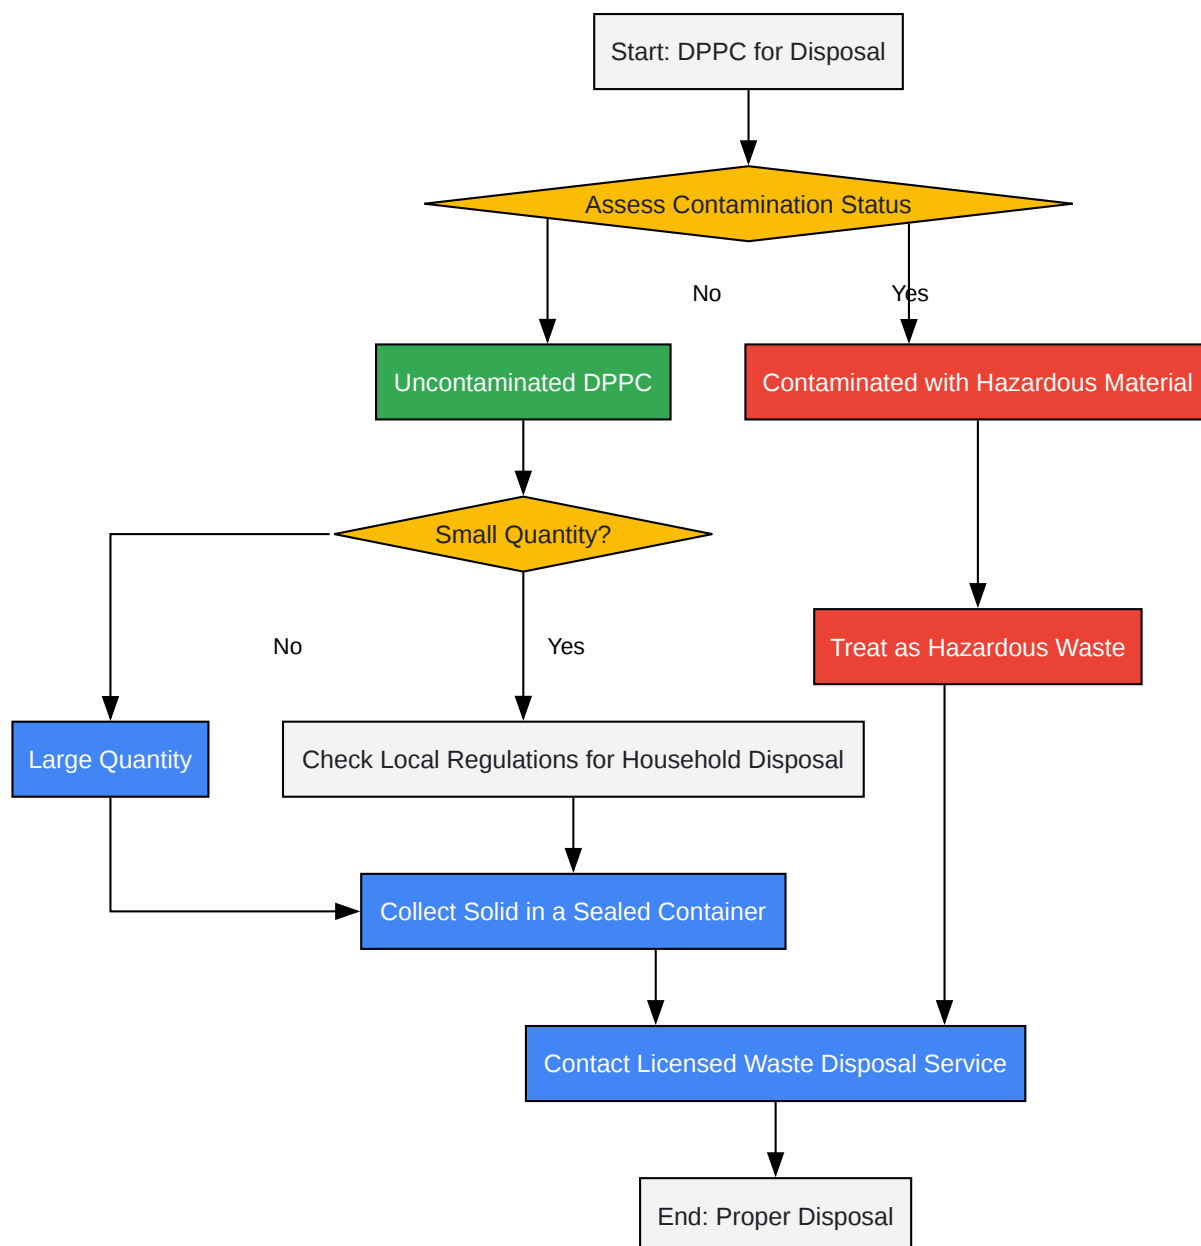 Start: DPPC for Disposal
Assess Contamination Status
No
Yes
Uncontaminated DPPC
Contaminated with Hazardous Material
Small Quantity?
No
Yes
Treat as Hazardous Waste
Large Quantity
Check Local Regulations for Household Disposal
Collect Solid in a Sealed Container
Contact Licensed Waste Disposal Service
End: Proper Disposal